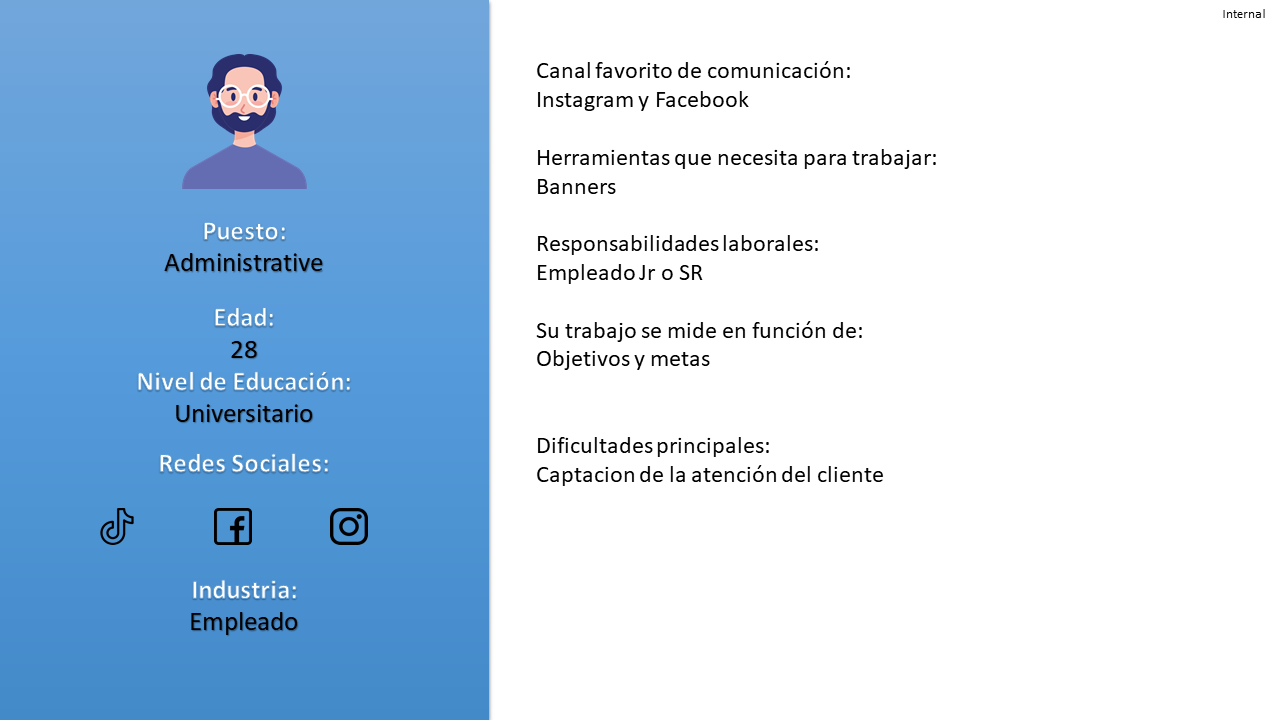 Internal
Puesto:
Administrative
Edad:
28
Nivel de Educación:
Universitario
Redes Sociales:
Industria:
Empleado
Canal favorito de comunicación:
Instagram y Facebook
Herramientas que necesita para trabajar:
Banners
Responsabilidades laborales:
Empleado Jr o SR
Su trabajo se mide en función de:
Objetivos y metas
Dificultades principales:
Captacion de la atención del cliente